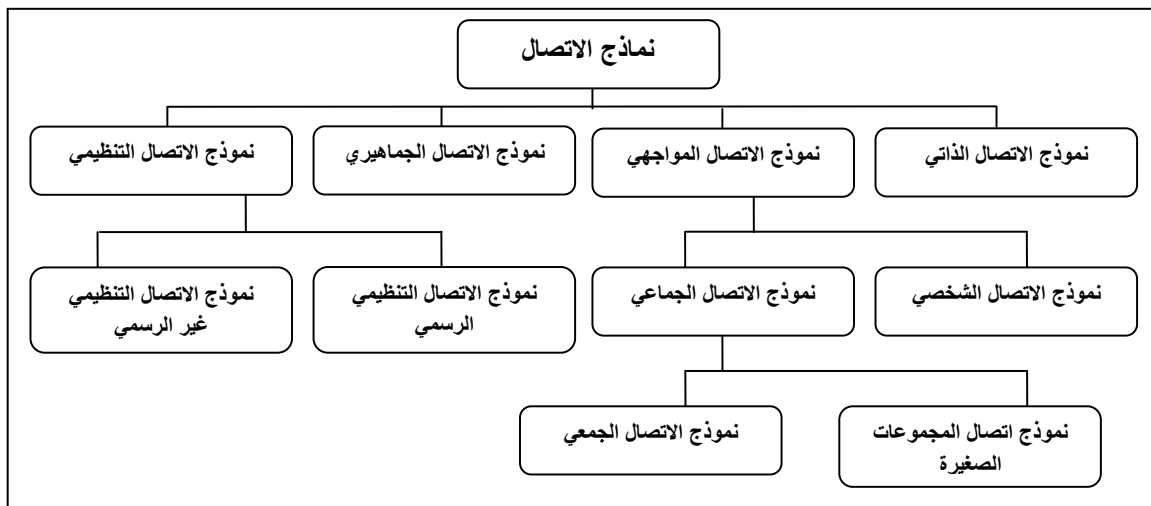 نماذج الاتصال
نموذج الاتصال الذاتي
نموذج الاتصال المواجهي
نموذج الاتصال الجماهيري
نموذج الاتصال التنظيمي
نموذج الاتصال الشخصي
نموذج الاتصال الجماعي
نموذج الاتصال التنظيمي
الرسمي
نموذج الاتصال التنظيمي
غير الرسمي
نموذج اتصال المجموعات
الصغيرة
نموذج الاتصال الجمعي